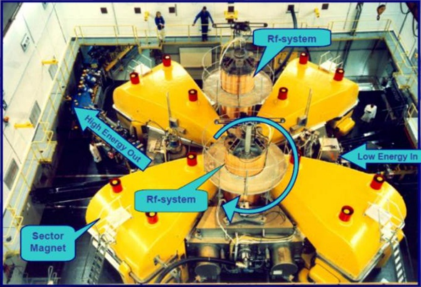 Rf-system
High Energy Out
Low Energy In
Rf-system
Sector
Magnet